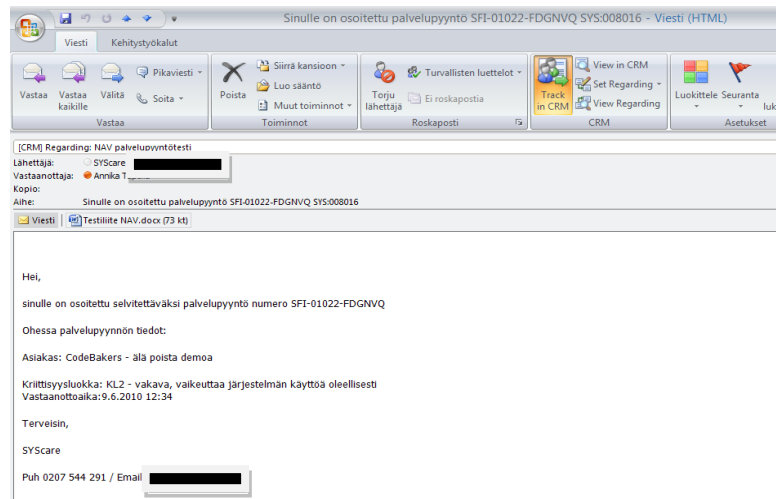 Sinulle on osoitettu palvelupyyntö SFI-01022-FDGNVQ SYS:008016 - Viesti (HTML)
Viesti Kehitystyökalut
Vastaa
Vastaa kaikille
Välitä
Pikaviesti
Soita
Vastaa
Poista
Siirrä kansioon
Luo sääntö
Muut toiminnot
Toiminnot
Torju lähettäjä
Turvallisten luettelot
Ei roskapostia
Roskaposti
Track in CRM
View in CRM
Set Regarding
View Regarding
CRM
Luokittele
Seuranta
luk
Asetukset
[CRM] Regarding: NAV palvelupyyntötesti
Lähettäjä: SYScare
Vastaanottaja: Annika
Kopio:
Aihe: Sinulle on osoitettu palvelupyyntö SFI-01022-FDGNVQ SYS:008016
Viesti Testiliite NAV.docx (73 kt)
Hei,
sinulle on osoitettu selvitettäväksi palvelupyyntö numero SFI-01022-FDGNVQ
Ohessa palvelupyynnön tiedot:
Asiakas: CodeBakers - älä poista demoa
Kriittisyysluokka: KL2 - vakava, vaikeuttaa järjestelmän käyttöä oleellisesti
Vastaanottoaika:9.6.2010 12:34
Terveisin,
SYScare
Puh 0207 544 291 / Email